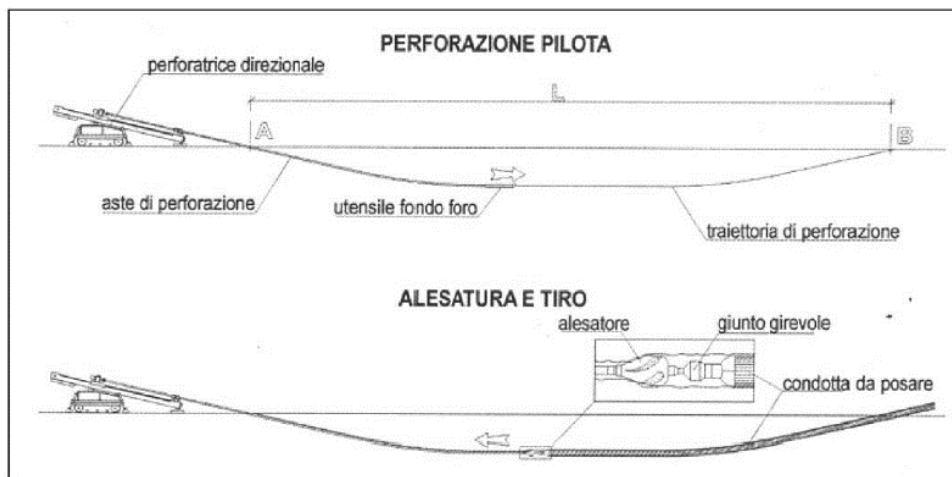 PERFORAZIONE PILOTA
perforatrice direzionale
L
A
B
aste di perforazione
utensile fondo foro
traiettoria di perforazione
ALESATURA E TIRO
alesatore
giunto girevole
condotta da posare